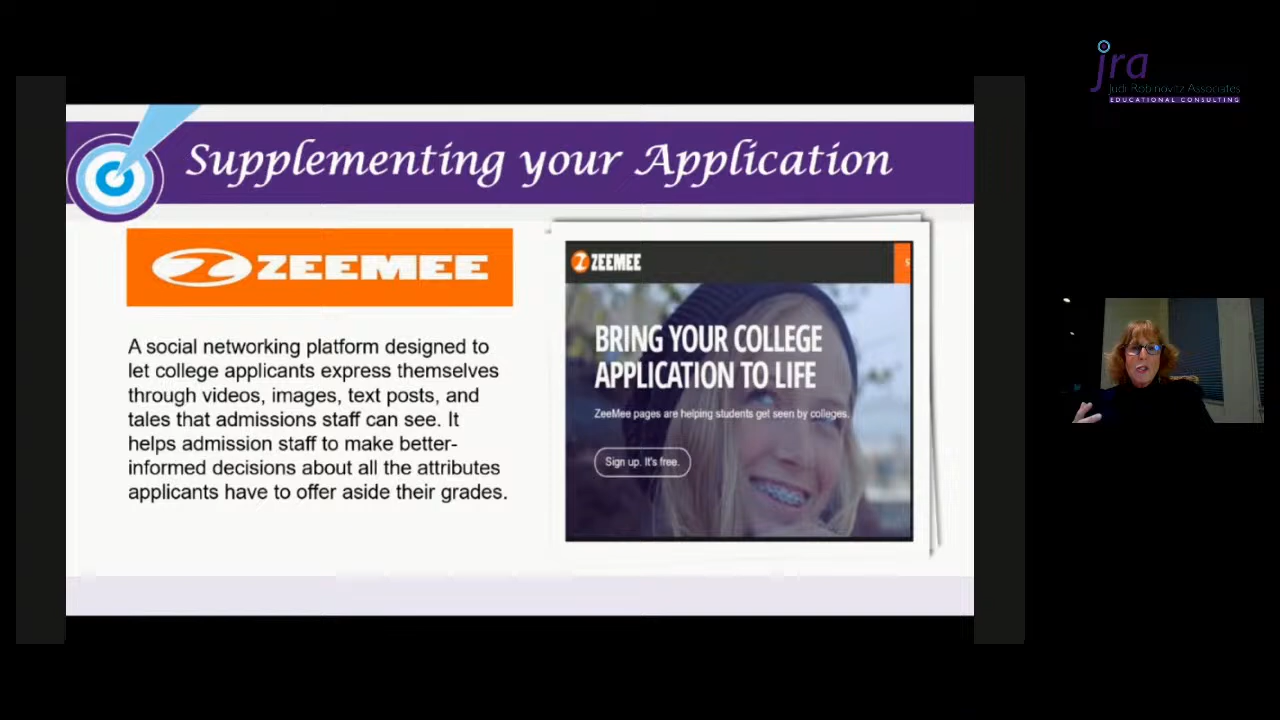 Supplementing your Application
ZEEMEE
A social networking platform designed to
let college applicants express themselves
through videos, images, text posts, and
tales that admissions staff can see. It
helps admission staff to make better-
informed decisions about all the attributes
applicants have to offer aside their grades.
ZEEMEE
S
BRING YOUR COLLEGE
APPLICATION TO LIFE
ZeeMee pages are helping students get seen by colleges.
Sign up. It's free.
jra
Judi Robinovitz Associates
EDUCATIONAL CONSULTING